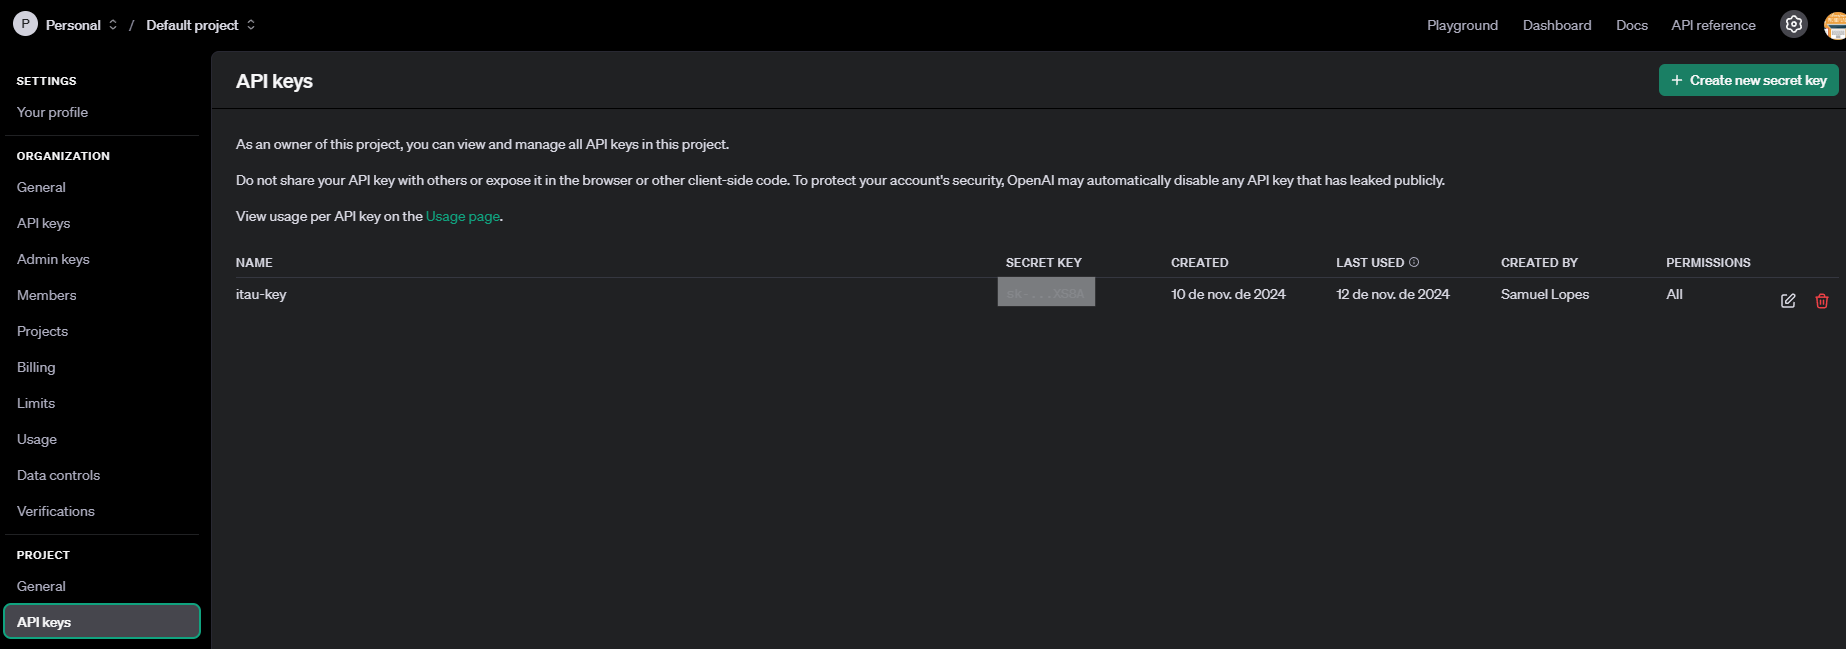 P Personal / Default project
Playground Dashboard Docs API reference
SETTINGS
Your profile
ORGANIZATION
General
API keys
Admin keys
Members
Projects
Billing
Limits
Usage
Data controls
Verifications
PROJECT
General
API keys
API keys
+ Create new secret key
As an owner of this project, you can view and manage all API keys in this project.
Do not share your API key with others or expose it in the browser or other client-side code. To protect your account's security, OpenAI may automatically disable any API key that has leaked publicly.
View usage per API key on the Usage page.
NAME SECRET KEY CREATED LAST USED CREATED BY PERMISSIONS
itau-key 10 de nov. de 2024 12 de nov. de 2024 Samuel Lopes All